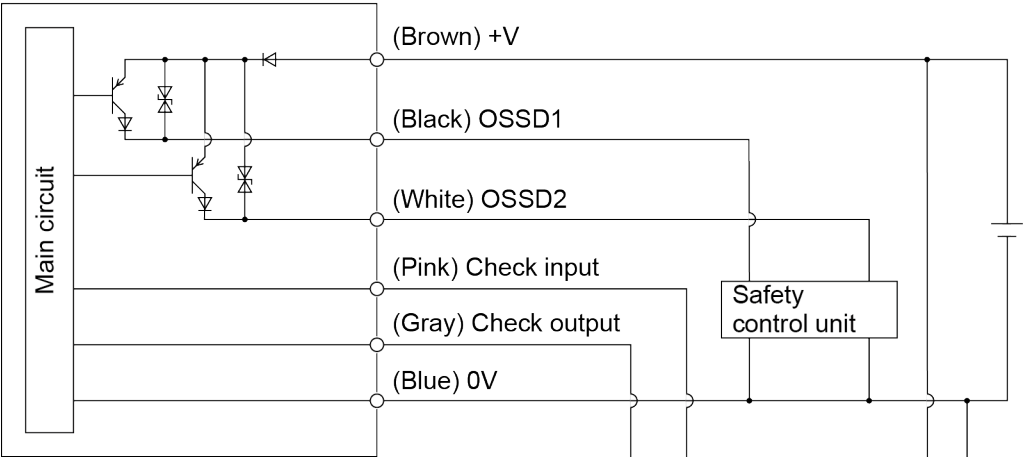 (Brown) +V
(Black) OSSD1
(White) OSSD2
(Pink) Check input
(Gray) Check output
(Blue) 0V
Main circuit
Safety
control unit